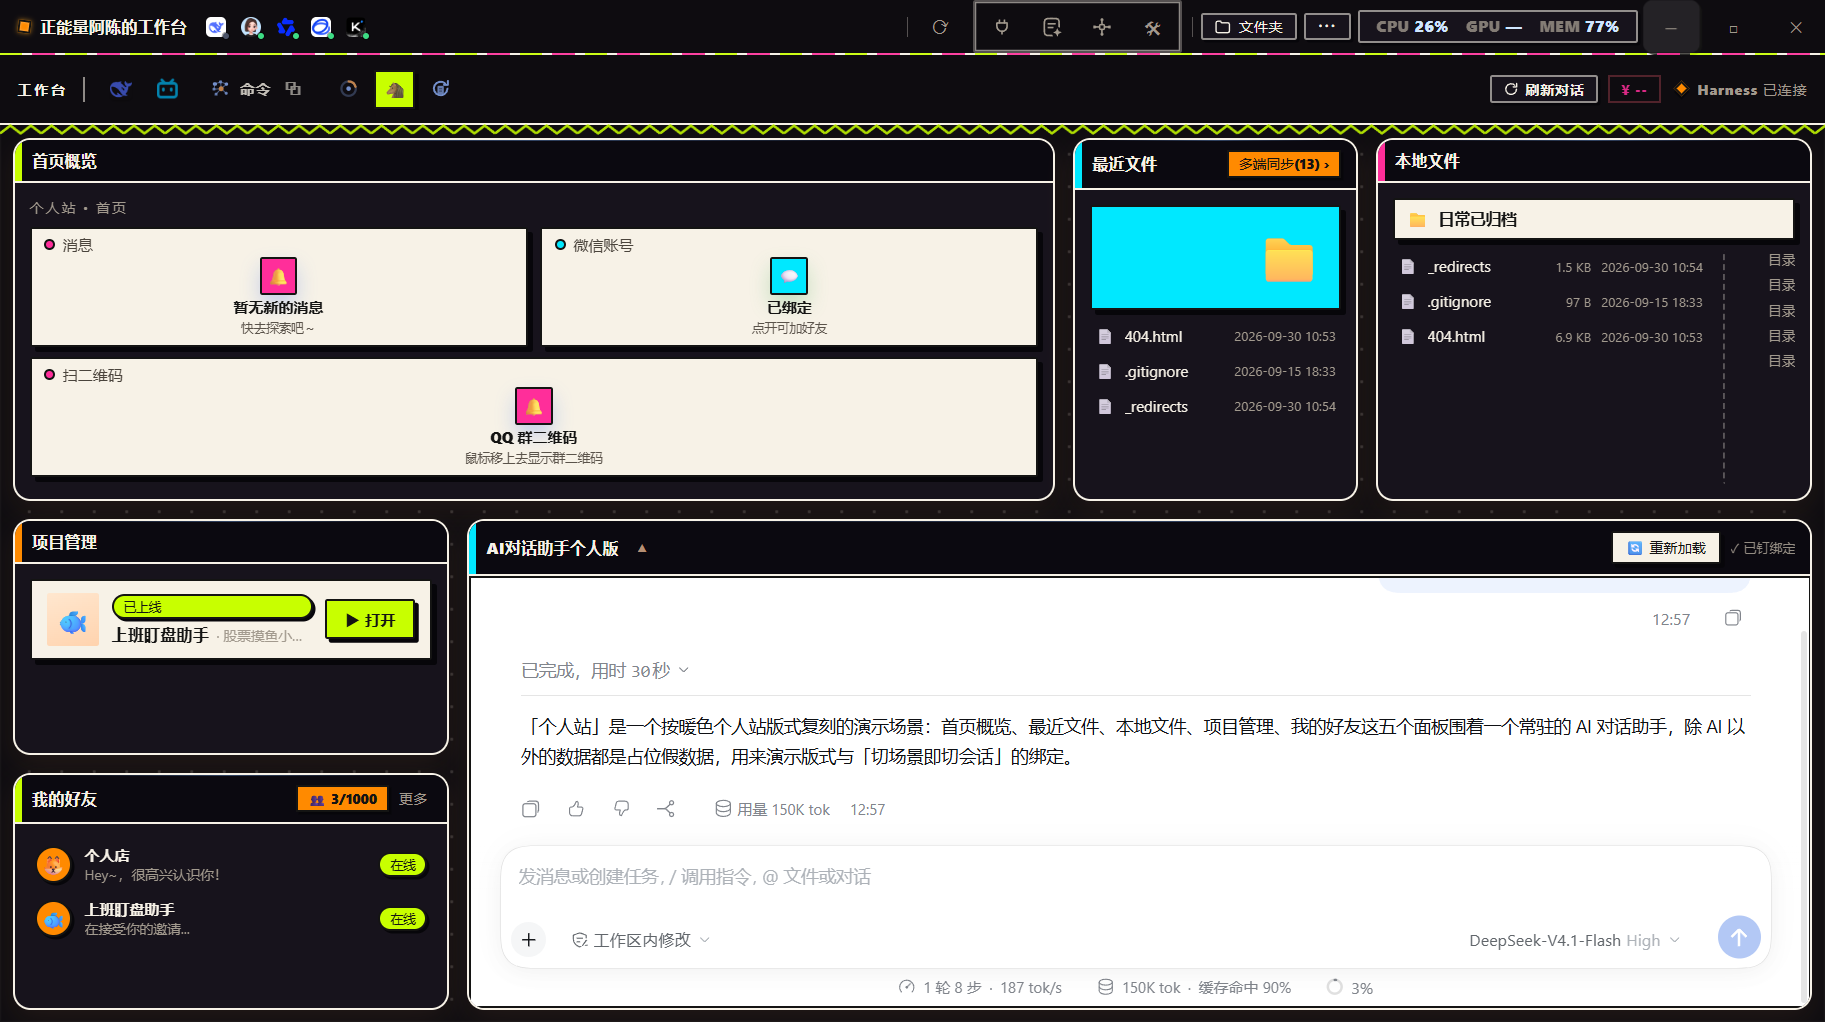 正能量阿陈的工作台
文件夹
···
CPU 26% GPU — MEM 77%
工作台
命令
刷新对话
¥ --
Harness 已连接
首页概览
个人站 • 首页
消息
暂无新的消息
快去探索吧~
微信账号
已绑定
点开可加好友
扫二维码
QQ 群二维码
鼠标移上去显示群二维码
最近文件
多端同步(13) ›
404.html 2026-09-30 10:53
.gitignore 2026-09-15 18:33
_redirects 2026-09-30 10:54
本地文件
日常已归档
_redirects 1.5 KB 2026-09-30 10:54
.gitignore 97 B 2026-09-15 18:33
404.html 6.9 KB 2026-09-30 10:53
目录
目录
目录
目录
目录
项目管理
已上线
上班盯盘助手 · 股票摸鱼小...
▶ 打开
我的好友
3/1000
更多
个人店
Hey~，很高兴认识你!
在线
上班盯盘助手
在接受你的邀请...
在线
AI对话助手个人版 ▲
重新加载
✓ 已钉绑定
12:57
已完成，用时 30秒
「个人站」是一个按暖色个人站版式复刻的演示场景：首页概览、最近文件、本地文件、项目管理、我的好友这五个面板围着一个常驻的 AI 对话助手，除 AI 以
外的数据都是占位假数据，用来演示版式与「切场景即切会话」的绑定。
用量 150K tok 12:57
发消息或创建任务, / 调用指令, @ 文件或对话
工作区内修改
DeepSeek-V4.1-Flash High
1 轮 8 步 · 187 tok/s
150K tok · 缓存命中 90%
3%